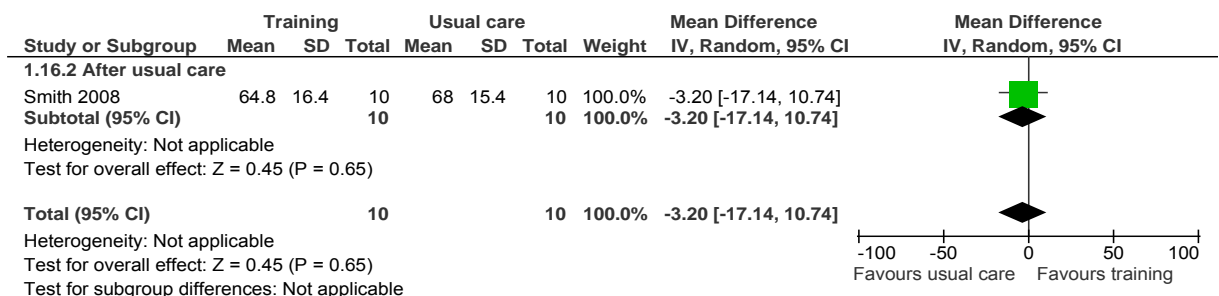 Training Usual care Mean Difference Mean Difference
Study or Subgroup Mean SD Total Mean SD Total Weight IV, Random, 95% CI IV, Random, 95% CI
1.16.2 After usual care
Smith 2008 64.8 16.4 10 68 15.4 10 100.0% -3.20 [-17.14, 10.74]
Subtotal (95% CI) 10 10 100.0% -3.20 [-17.14, 10.74]
Heterogeneity: Not applicable
Test for overall effect: Z = 0.45 (P = 0.65)
Total (95% CI) 10 10 100.0% -3.20 [-17.14, 10.74]
Heterogeneity: Not applicable
Test for overall effect: Z = 0.45 (P = 0.65)
Test for subgroup differences: Not applicable
-100 -50 0 50 100
Favours usual care Favours training